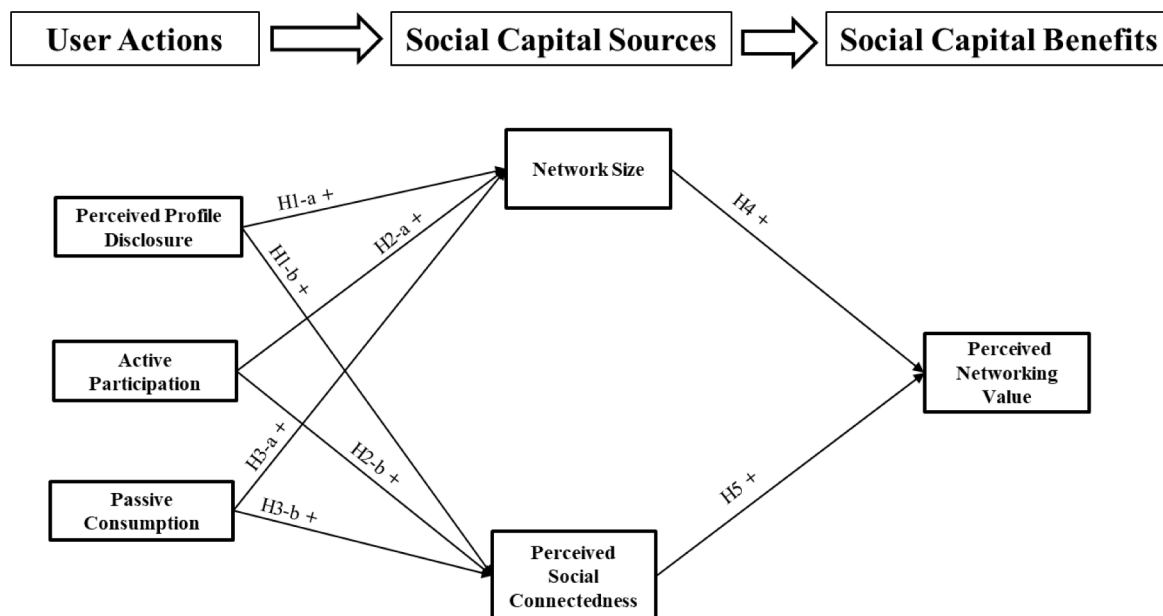 User Actions
Social Capital Sources
Social Capital Benefits
Network Size
H1-a +
H4 +
Perceived Profile
Disclosure
H2-a +
H1-b +
Active
Participation
Perceived
Networking
Value
H3-a +
H2-b +
Passive
Consumption
H3-b +
H5 +
Perceived
Social
Connectedness